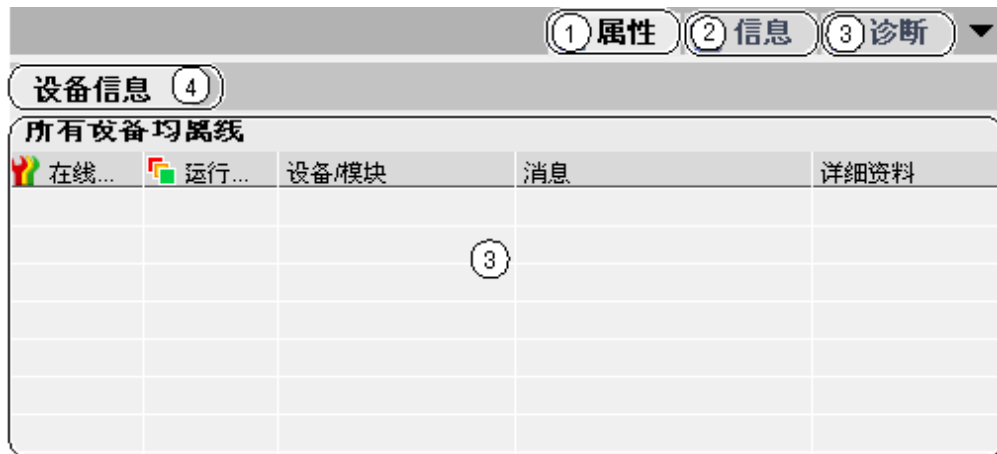 ①属性 ②信息 ③诊断
设备信息 ④
所有设备均离线
在线... 运行... 设备/模块 消息 详细资料
③